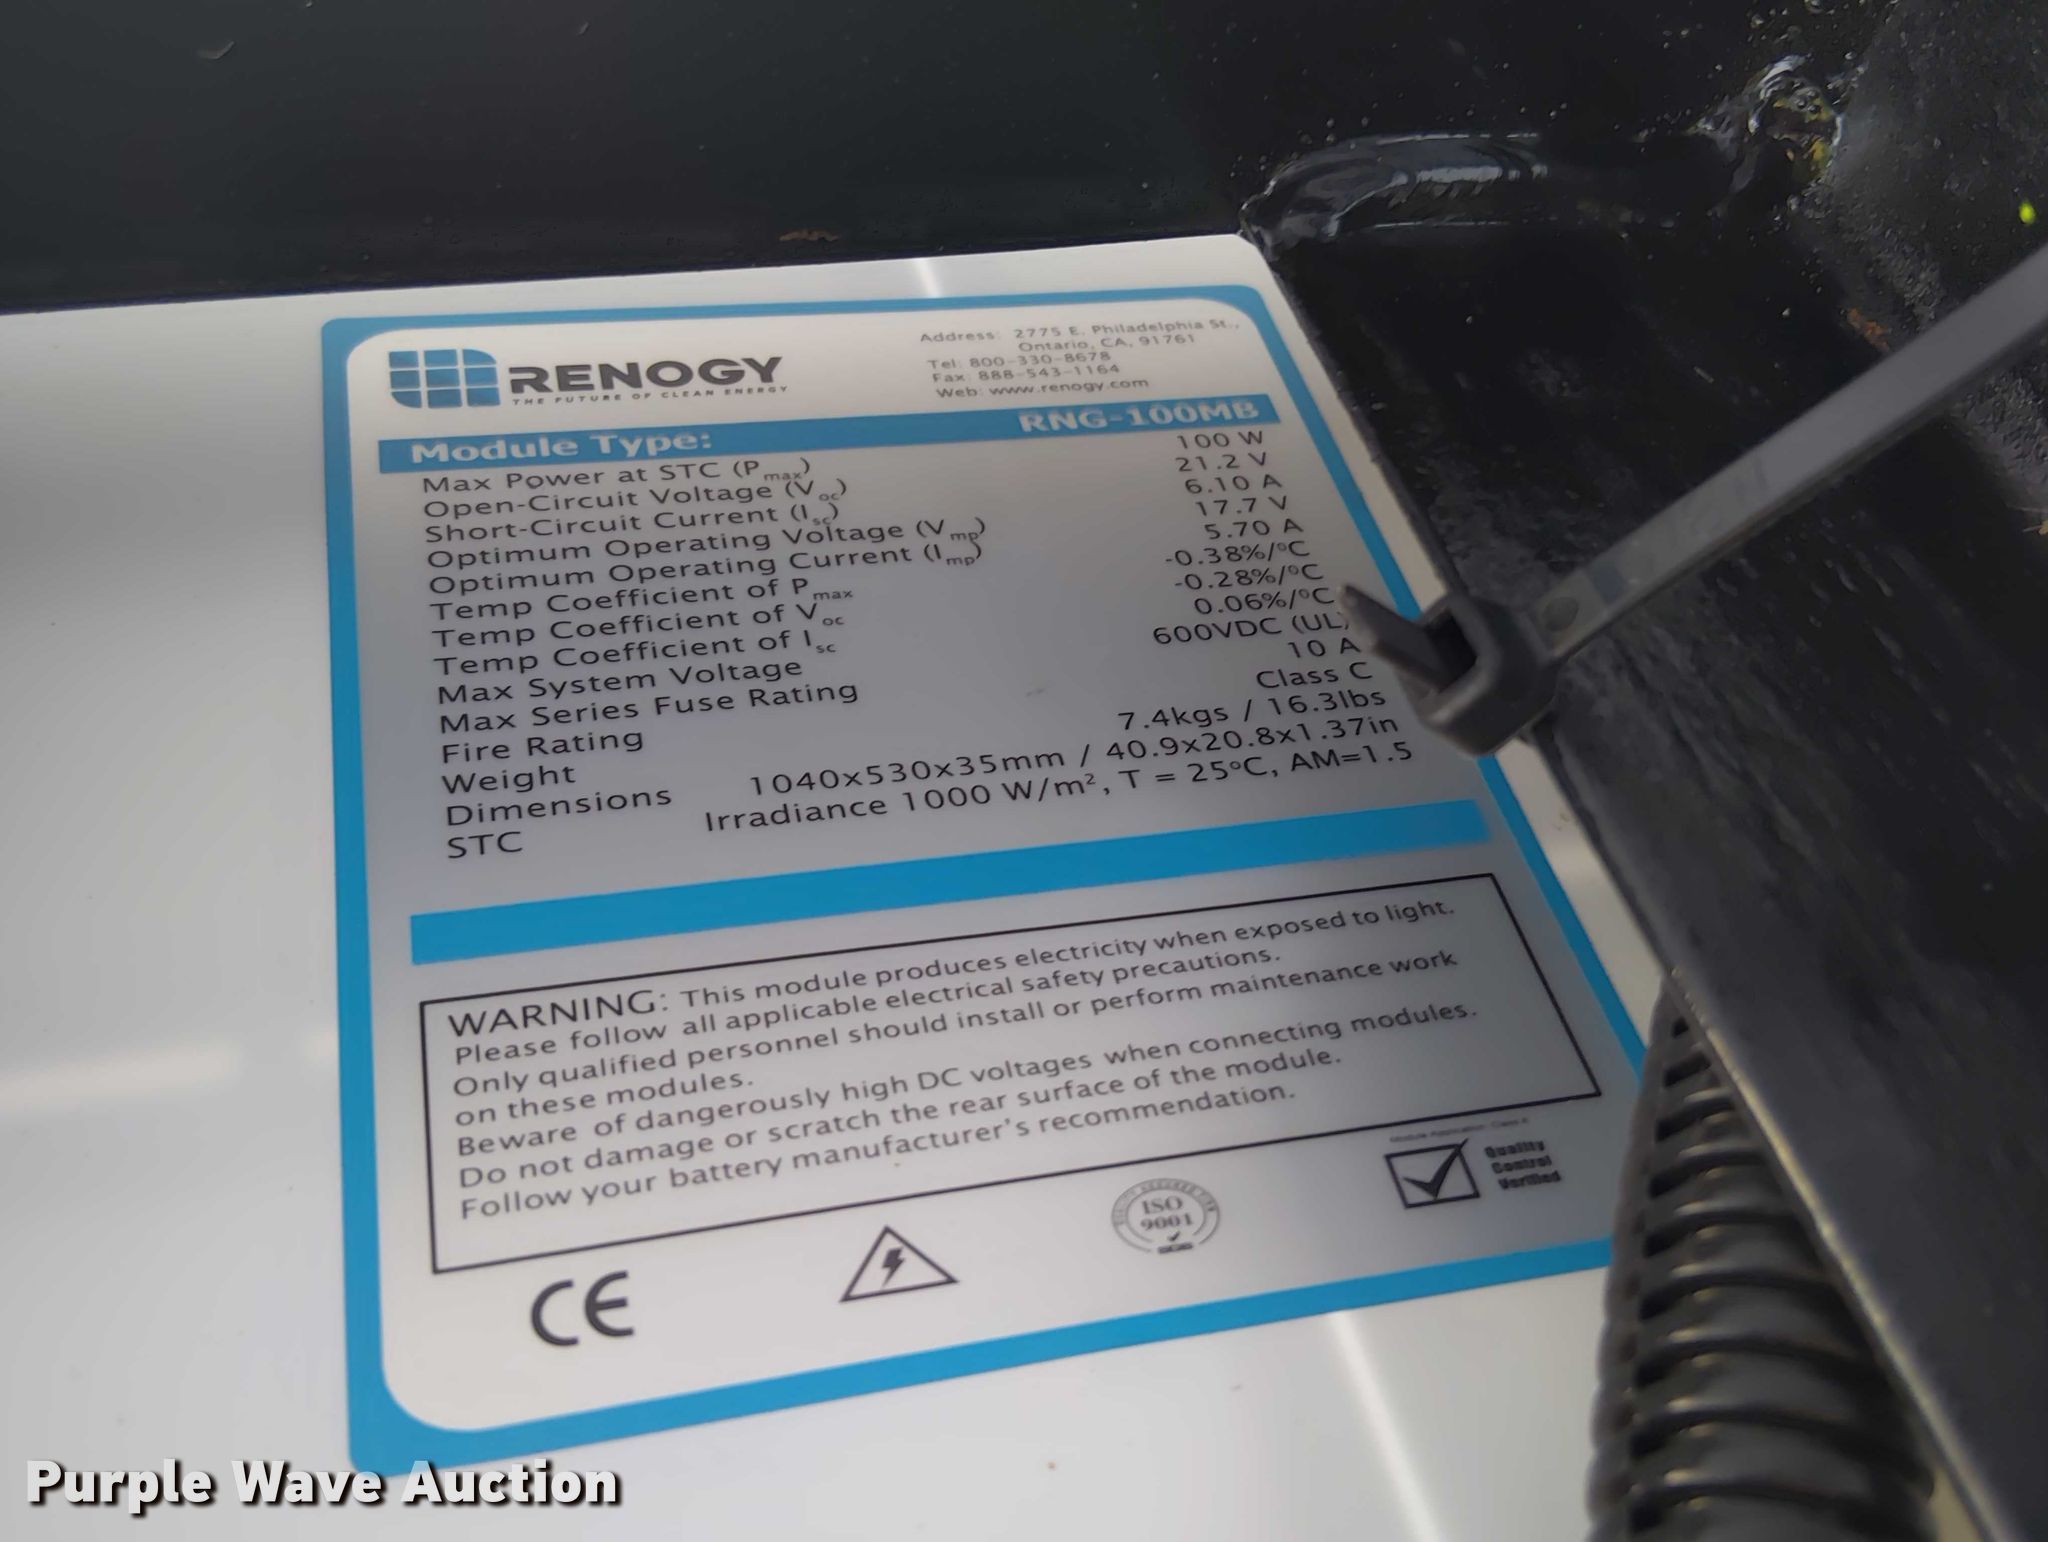 RENOGY
THE FUTURE OF CLEAN ENERGY
Address: 2775 E. Philadelphia St.,
Ontario, CA, 91761
Tel: 800-330-8678
Fax: 888-543-1164
Web: www.renogy.com
Module Type: RNG-100MB
Max Power at STC (Pmax) 100 W
Open-Circuit Voltage (Voc) 21.2 V
Short-Circuit Current (Isc) 6.10 A
Optimum Operating Voltage (Vmp) 17.7 V
Optimum Operating Current (Imp) 5.70 A
Temp Coefficient of Pmax -0.38%/°C
Temp Coefficient of Voc -0.28%/°C
Temp Coefficient of Isc 0.06%/°C
Max System Voltage 600VDC (UL)
Max Series Fuse Rating 10 A
Fire Rating Class C
Weight 7.4kgs / 16.3lbs
Dimensions 1040x530x35mm / 40.9x20.8x1.37in
STC Irradiance 1000 W/m², T = 25°C, AM=1.5
WARNING: This module produces electricity when exposed to light.
Please follow all applicable electrical safety precautions.
Only qualified personnel should install or perform maintenance work
on these modules.
Beware of dangerously high DC voltages when connecting modules.
Do not damage or scratch the rear surface of the module.
Follow your battery manufacturer's recommendation.
Module Application Class A
Quality
Control
Verified
ISO
9001
CE
Purple Wave Auction